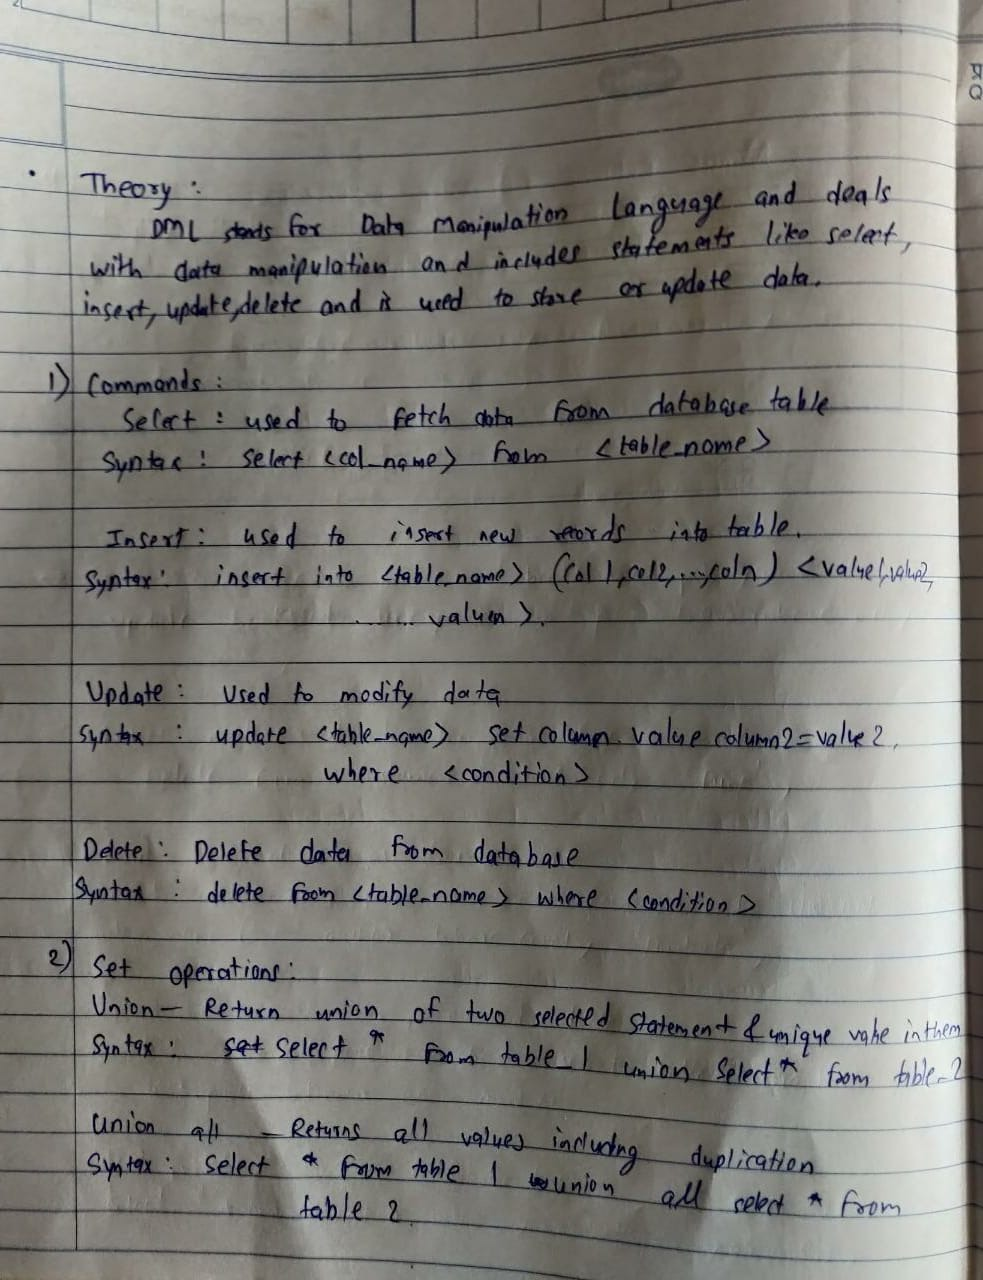 Theory :
DML stands for Data Manipulation Language and deals
with data manipulation and includes statements like select,
insert, update, delete and is used to store or update data.
1) Commands :
Select : used to fetch data from database table
Syntax : select <col_name> from <table_name>
Insert : used to insert new records into table.
Syntax : insert into <table_name> (col 1, col2, ..., coln) <value1, value2,
...... valuen>.
Update : Used to modify data
Syntax : update <table_name> set column value column2=value 2,
where <condition>
Delete : Delete data from database
Syntax : delete from <table_name> where <condition>
2) Set operations :
Union - Return union of two selected statement & unique value in them
Syntax : select * from table_1 union select * from table_2
Union all - Returns all values including duplication
Syntax : select * from table 1 union all select * from
table 2.
प्र
Q